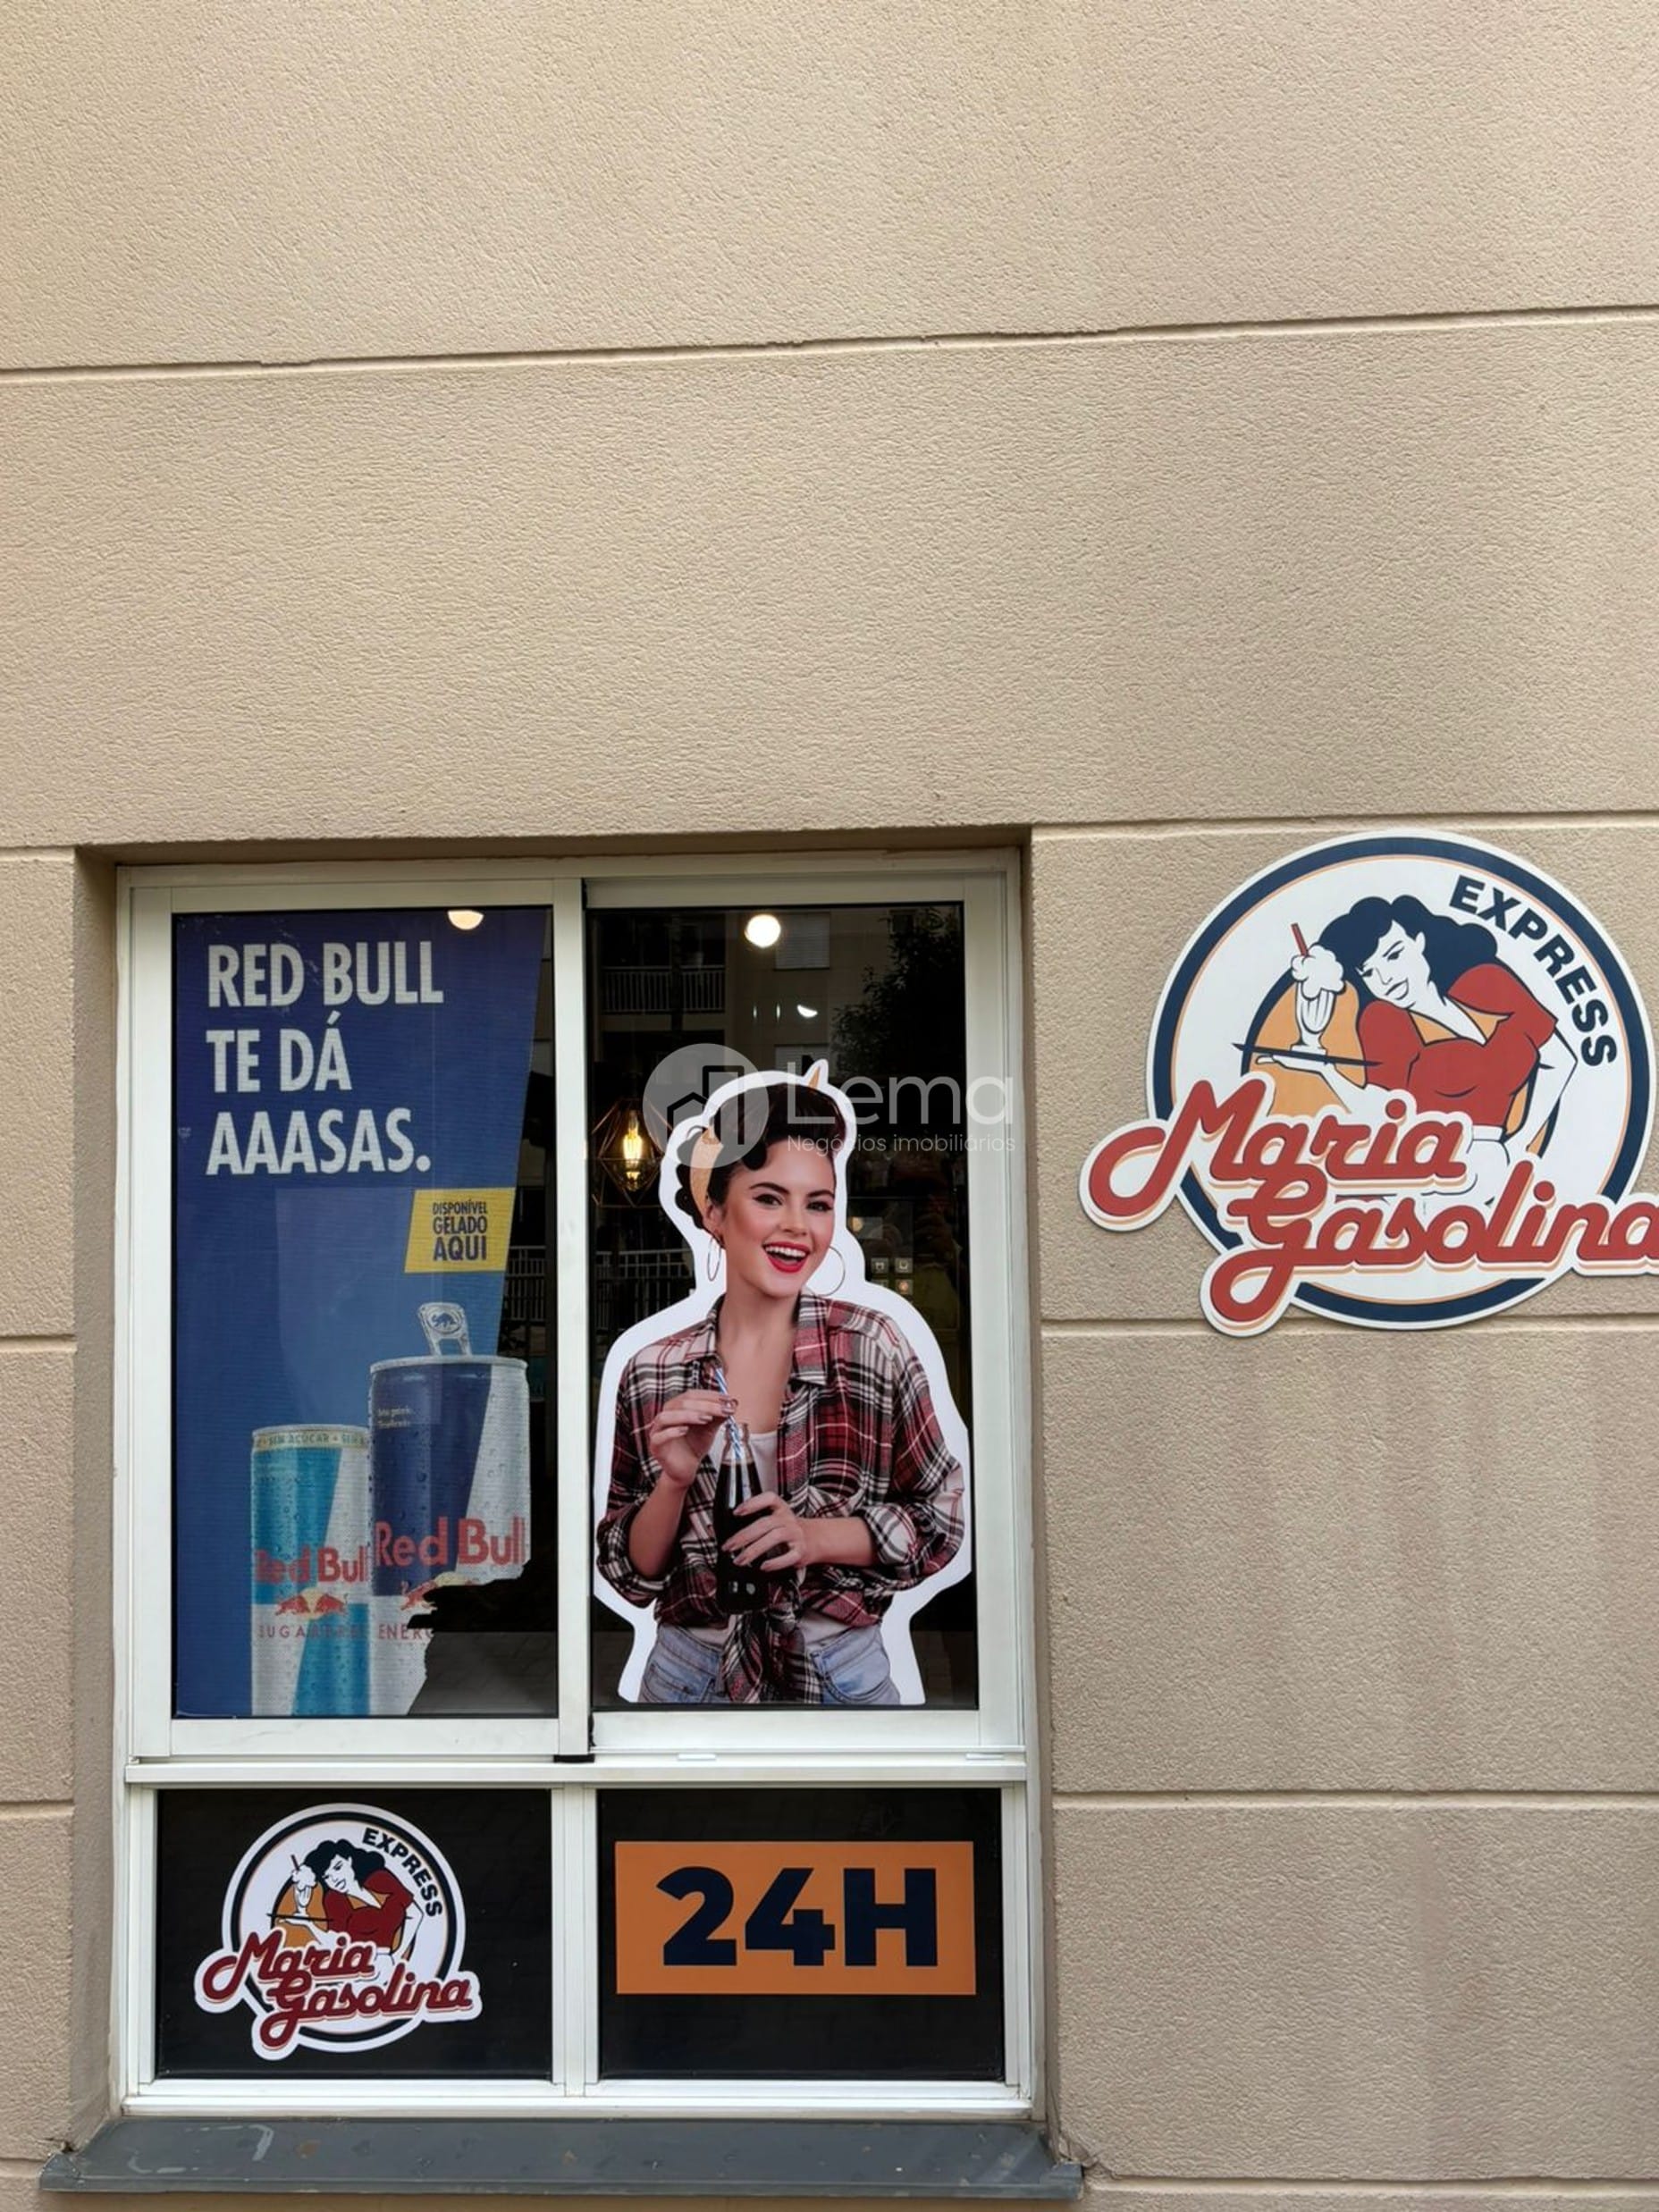 RED BULL
TE DÁ
AAASAS.
DISPONÍVEL
GELADO
AQUI
Red Bull
Red Bull
Lema
Negócios imobiliários
EXPRESS
Maria
Gasolina
EXPRESS
Maria
Gasolina
24H